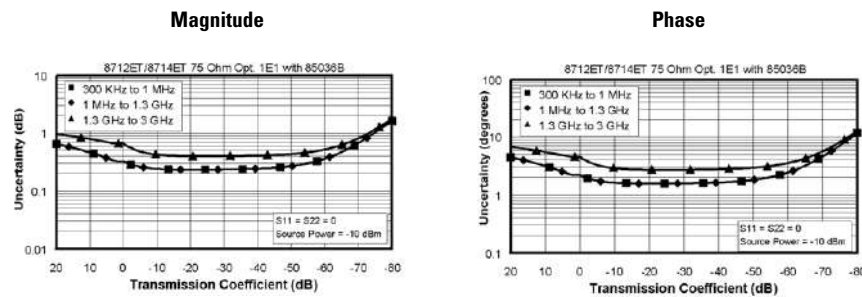 Magnitude
8712ET/8714ET 75 Ohm Opt. 1E1 with 85036B
10
1
0.1
0.01
Uncertainty (dB)
300 KHz to 1 MHz
1 MHz to 1.3 GHz
1.3 GHz to 3 GHz
S11 = S22 = 0
Source Power = -10 dBm
20 10 0 -10 -20 -30 -40 -50 -60 -70 -80
Transmission Coefficient (dB)
Phase
8712ET/8714ET 75 Ohm Opt. 1E1 with 85036B
100
10
1
0.1
Uncertainty (degrees)
300 KHz to 1 MHz
1 MHz to 1.3 GHz
1.3 GHz to 3 GHz
S11 = S22 = 0
Source Power = -10 dBm
20 10 0 -10 -20 -30 -40 -50 -60 -70 -80
Transmission Coefficient (dB)